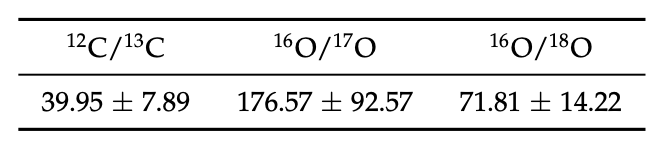 ¹²C/¹³C ¹⁶O/¹⁷O ¹⁶O/¹⁸O
39.95 ± 7.89 176.57 ± 92.57 71.81 ± 14.22